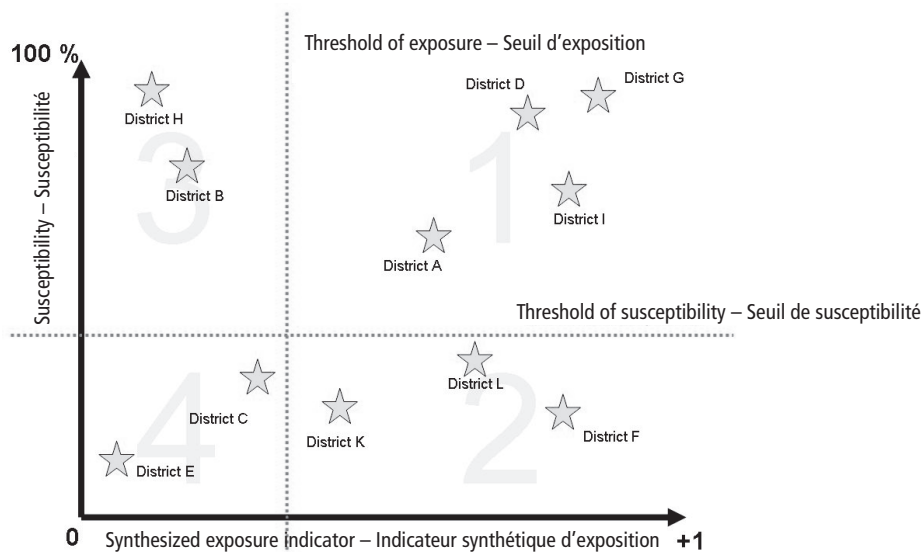 Threshold of exposure – Seuil d'exposition
100 %
District D
District G
District H
3
1
District B
District I
District A
Susceptibility – Susceptibilité
Threshold of susceptibility – Seuil de susceptibilité
District L
4
2
District C
District K
District F
District E
0
Synthesized exposure indicator – Indicateur synthétique d'exposition
+1